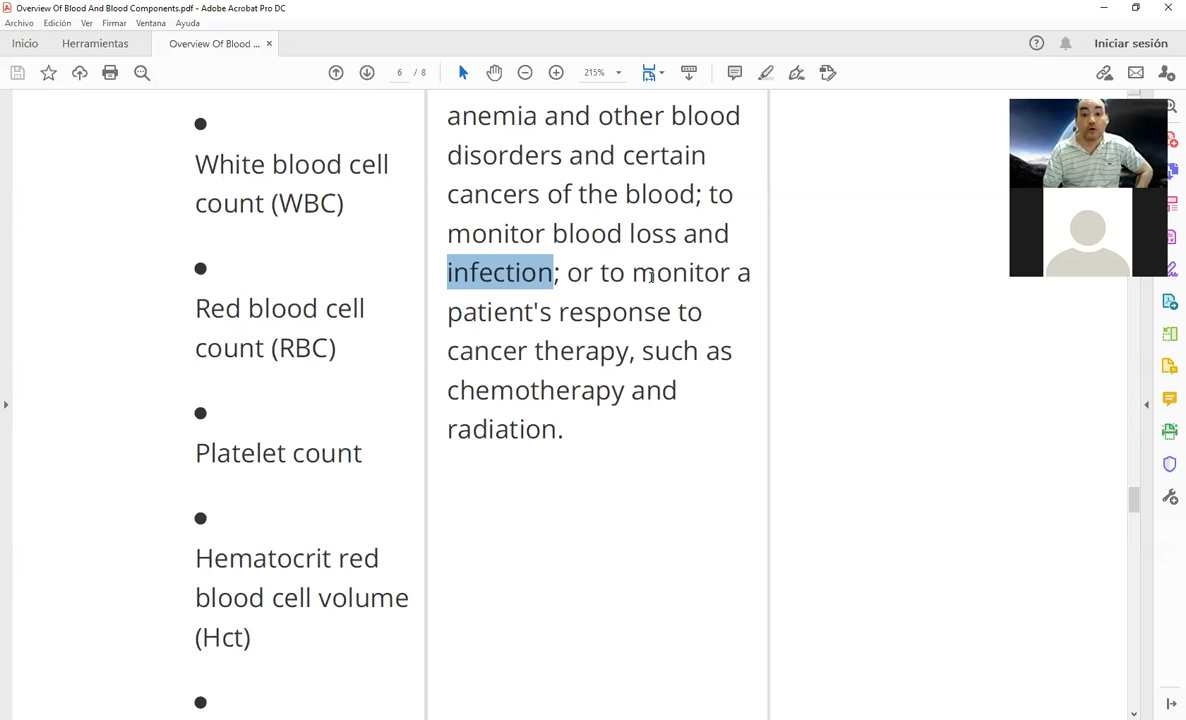 Overview Of Blood And Blood Components.pdf - Adobe Acrobat Pro DC
Archivo Edición Ver Firmar Ventana Ayuda
Inicio Herramientas Overview Of Blood ... × Iniciar sesión
6 / 8 215%
White blood cell
count (WBC)
Red blood cell
count (RBC)
Platelet count
Hematocrit red
blood cell volume
(Hct)
anemia and other blood
disorders and certain
cancers of the blood; to
monitor blood loss and
infection; or to monitor a
patient's response to
cancer therapy, such as
chemotherapy and
radiation.